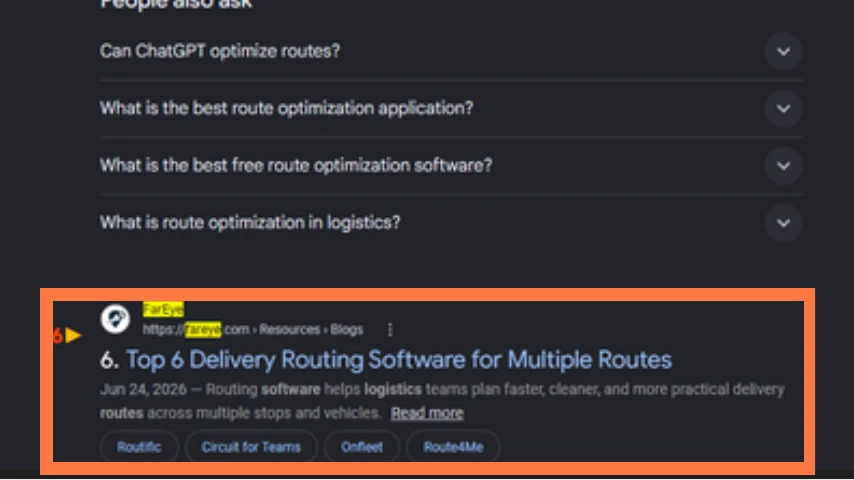 People also ask
Can ChatGPT optimize routes?
What is the best route optimization application?
What is the best free route optimization software?
What is route optimization in logistics?
FarEye
https://fareye.com › Resources › Blogs
6
6. Top 6 Delivery Routing Software for Multiple Routes
Jun 24, 2026 — Routing software helps logistics teams plan faster, cleaner, and more practical delivery
routes across multiple stops and vehicles. Read more
Routific Circuit for Teams Onfleet Route4Me